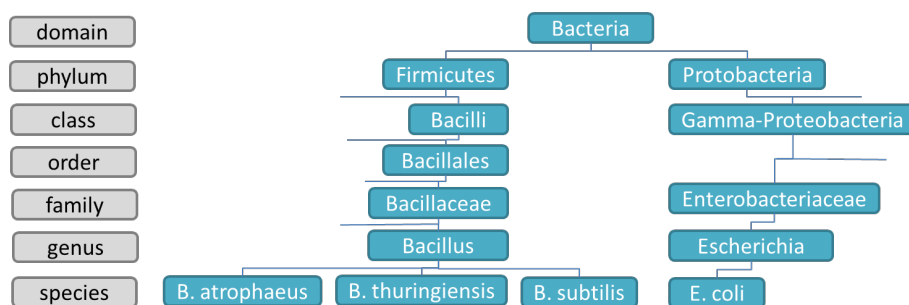 domain
Bacteria
phylum
Firmicutes
Protobacteria
class
Bacilli
Gamma-Proteobacteria
order
Bacillales
family
Bacillaceae
Enterobacteriaceae
genus
Bacillus
Escherichia
species
B. atrophaeus
B. thuringiensis
B. subtilis
E. coli